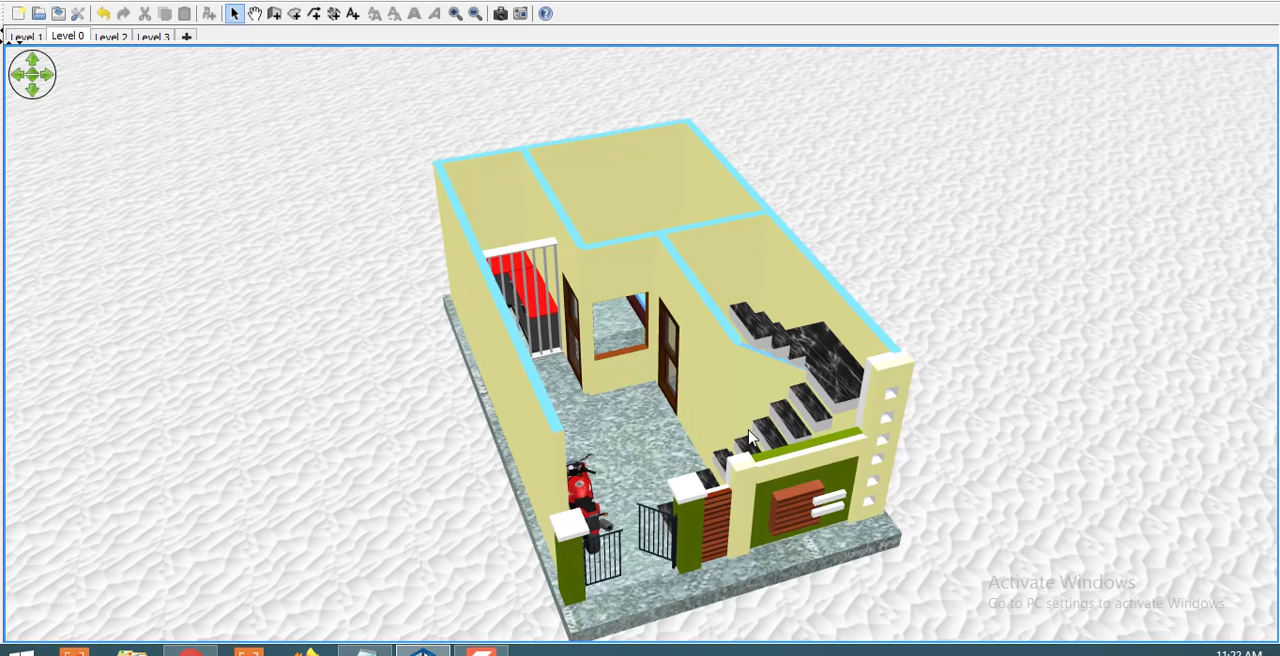 Level 1 Level 0 Level 2 Level 3
Activate Windows
Go to PC settings to activate Windows.
11:22 AM